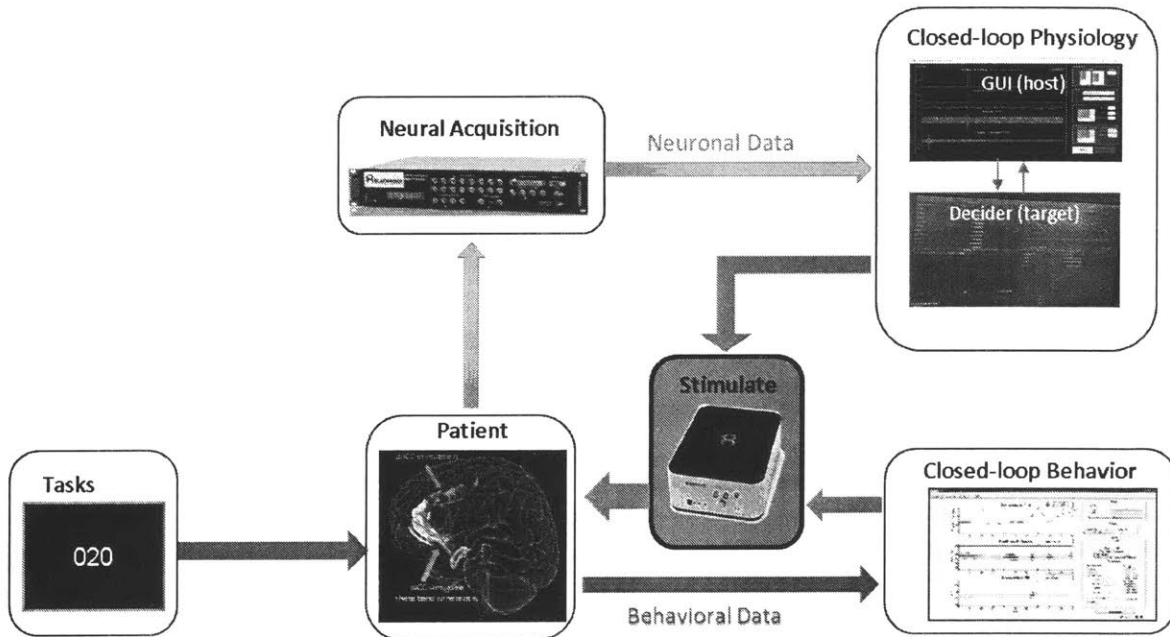 Closed-loop Physiology
GUI (host)
Neural Acquisition
Neuronal Data
Decider (target)
Stimulate
Patient
Tasks
020
Closed-loop Behavior
Behavioral Data